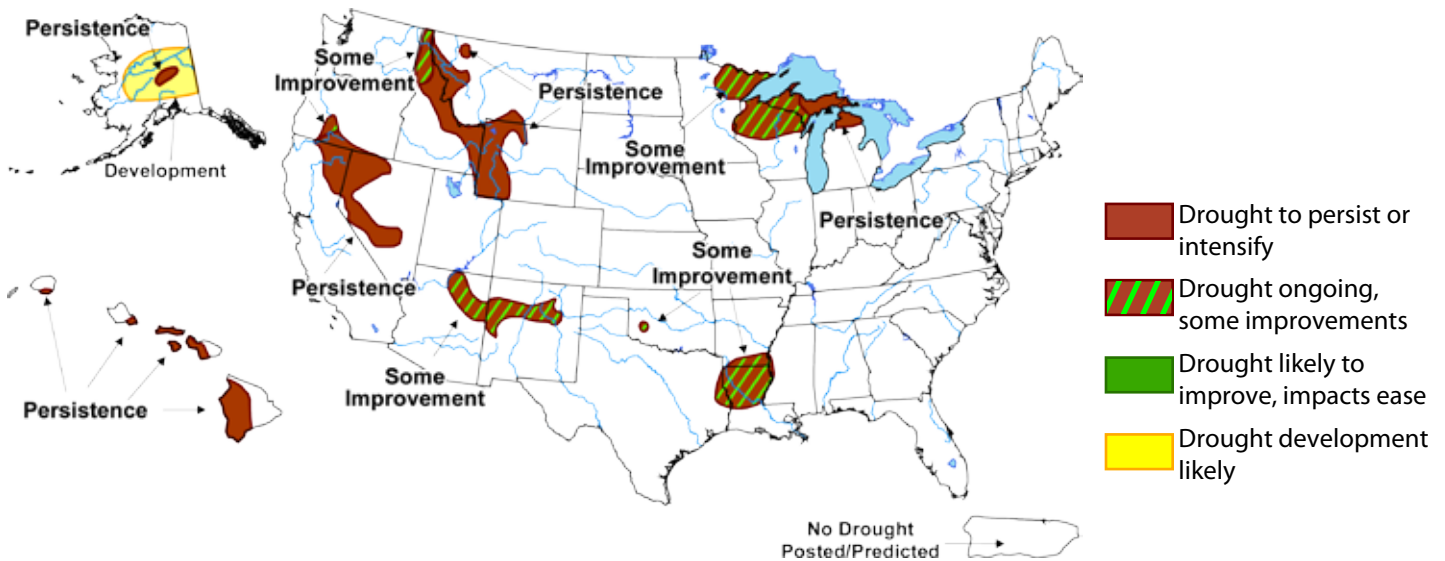 Persistence
Development
Some
Improvement
Persistence
Some
Improvement
Persistence
Some
Improvement
Persistence
Some
Improvement
Persistence
No Drought
Posted/Predicted
Drought to persist or
intensify
Drought ongoing,
some improvements
Drought likely to
improve, impacts ease
Drought development
likely